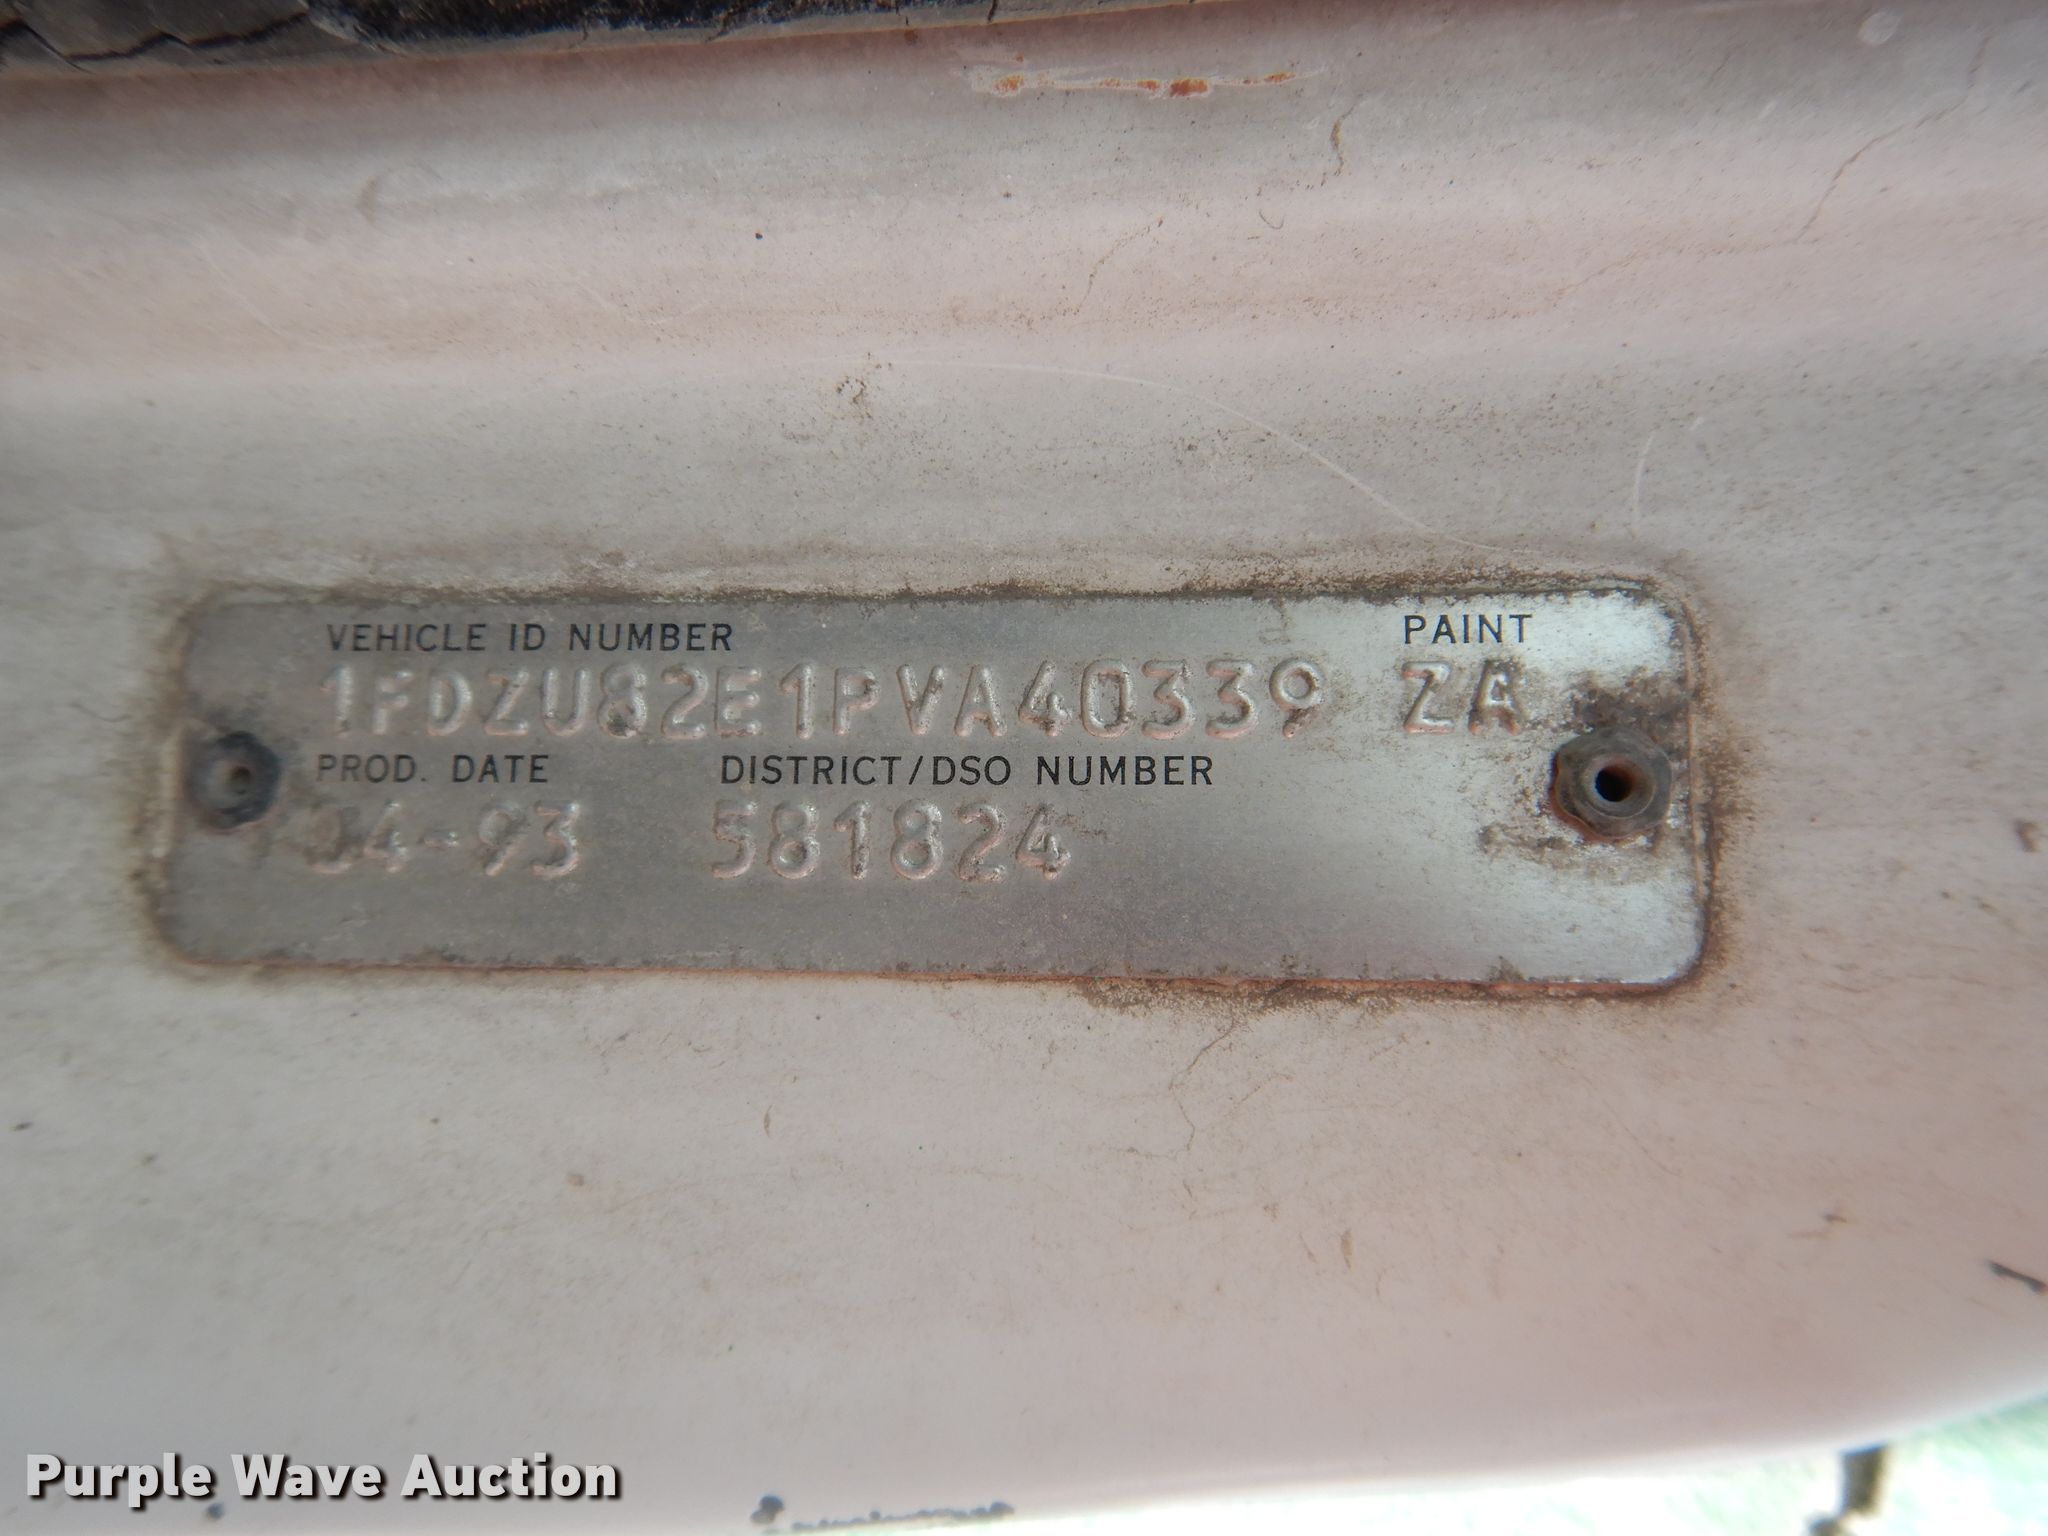 VEHICLE ID NUMBER PAINT
1FDZU82E1PVA40339 ZA
PROD. DATE DISTRICT/DSO NUMBER
04-93 581824
Purple Wave Auction